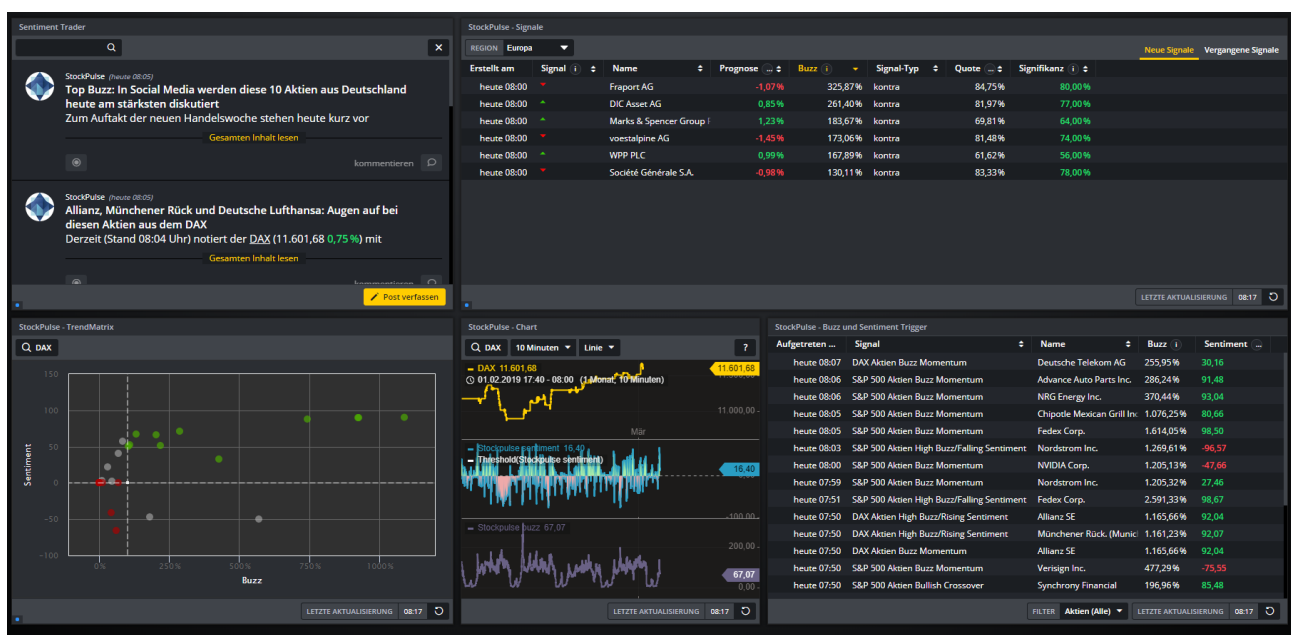 Sentiment Trader
StockPulse (heute 08:05)
Top Buzz: In Social Media werden diese 10 Aktien aus Deutschland
heute am stärksten diskutiert
Zum Auftakt der neuen Handelswoche stehen heute kurz vor
Gesamten Inhalt lesen
kommentieren
StockPulse (heute 08:05)
Allianz, Münchener Rück und Deutsche Lufthansa: Augen auf bei
diesen Aktien aus dem DAX
Derzeit (Stand 08:04 Uhr) notiert der DAX (11.601,68 0,75 %) mit
Gesamten Inhalt lesen
kommentieren
Post verfassen
StockPulse - Signale
REGION Europa
Neue Signale Vergangene Signale
Erstellt am Signal i Name Prognose ... Buzz i Signal-Typ Quote ... Signifikanz i
heute 08:00 Fraport AG -1,07% 325,87% kontra 84,75% 80,00%
heute 08:00 DIC Asset AG 0,85% 261,40% kontra 81,97% 77,00%
heute 08:00 Marks & Spencer Group 1,23% 183,67% kontra 69,81% 64,00%
heute 08:00 voestalpine AG -1,45% 173,06% kontra 81,48% 74,00%
heute 08:00 WPP PLC 0,99% 167,89% kontra 61,62% 56,00%
heute 08:00 Société Générale S.A. -0,98% 130,11% kontra 83,33% 78,00%
LETZTE AKTUALISIERUNG 08:17
StockPulse - TrendMatrix
DAX
150
100
50
0
-50
-100
Sentiment
0% 250% 500% 750% 1000%
Buzz
LETZTE AKTUALISIERUNG 08:17
StockPulse - Chart
DAX 10 Minuten Linie ?
DAX 11.601,68
11.601,68
01.02.2019 17:40 - 08:00 (1 Monat, 10 Minuten)
11.000,00
Mär
Stockpulse sentiment 16,40
Threshold(Stockpulse sentiment)
16,40
-100,00
Stockpulse buzz 67,07
200,00
67,07
0,00
LETZTE AKTUALISIERUNG 08:17
StockPulse - Buzz und Sentiment Trigger
Aufgetreten ... Signal Name Buzz i Sentiment ...
heute 08:07 DAX Aktien Buzz Momentum Deutsche Telekom AG 255,95% 30,16
heute 08:06 S&P 500 Aktien Buzz Momentum Advance Auto Parts Inc. 286,24% 91,48
heute 08:06 S&P 500 Aktien Buzz Momentum NRG Energy Inc. 370,44% 93,04
heute 08:05 S&P 500 Aktien Buzz Momentum Chipotle Mexican Grill Inc 1.076,25% 80,66
heute 08:05 S&P 500 Aktien Buzz Momentum Fedex Corp. 1.614,05% 98,50
heute 08:03 S&P 500 Aktien High Buzz/Falling Sentiment Nordstrom Inc. 1.269,61% -96,57
heute 08:00 S&P 500 Aktien Buzz Momentum NVIDIA Corp. 1.205,13% -47,66
heute 07:59 S&P 500 Aktien Buzz Momentum Nordstrom Inc. 1.205,32% 27,46
heute 07:51 S&P 500 Aktien High Buzz/Falling Sentiment Fedex Corp. 2.591,33% 98,67
heute 07:50 DAX Aktien High Buzz/Rising Sentiment Allianz SE 1.165,66% 92,04
heute 07:50 DAX Aktien High Buzz/Rising Sentiment Münchener Rück. (Munic 1.161,23% 92,07
heute 07:50 DAX Aktien Buzz Momentum Allianz SE 1.165,66% 92,04
heute 07:50 S&P 500 Aktien Buzz Momentum Verisign Inc. 477,29% -75,55
heute 07:50 S&P 500 Aktien Bullish Crossover Synchrony Financial 196,96% 85,48
FILTER Aktien (Alle) LETZTE AKTUALISIERUNG 08:17